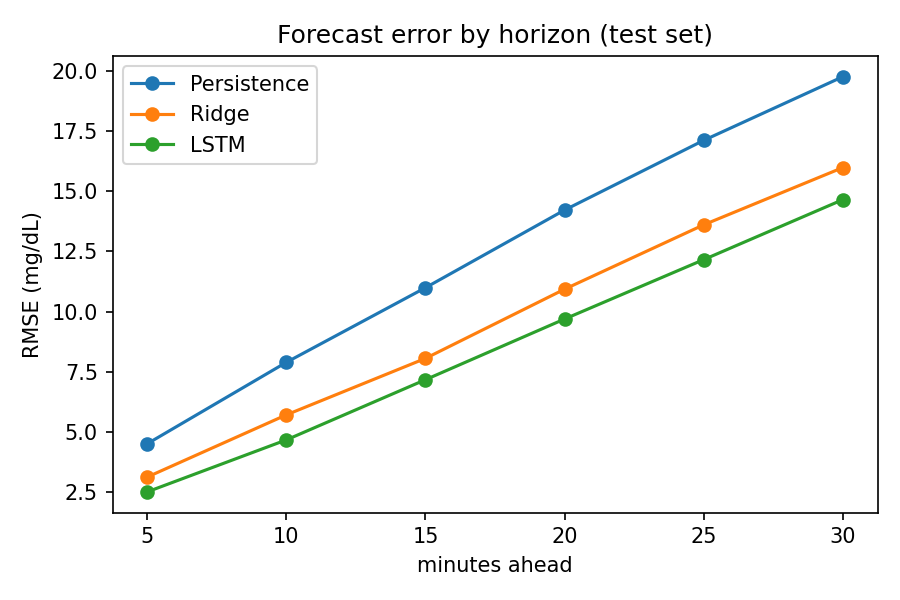 Forecast error by horizon (test set)
Persistence
Ridge
LSTM
RMSE (mg/dL)
20.0
17.5
15.0
12.5
10.0
7.5
5.0
2.5
5 10 15 20 25 30
minutes ahead